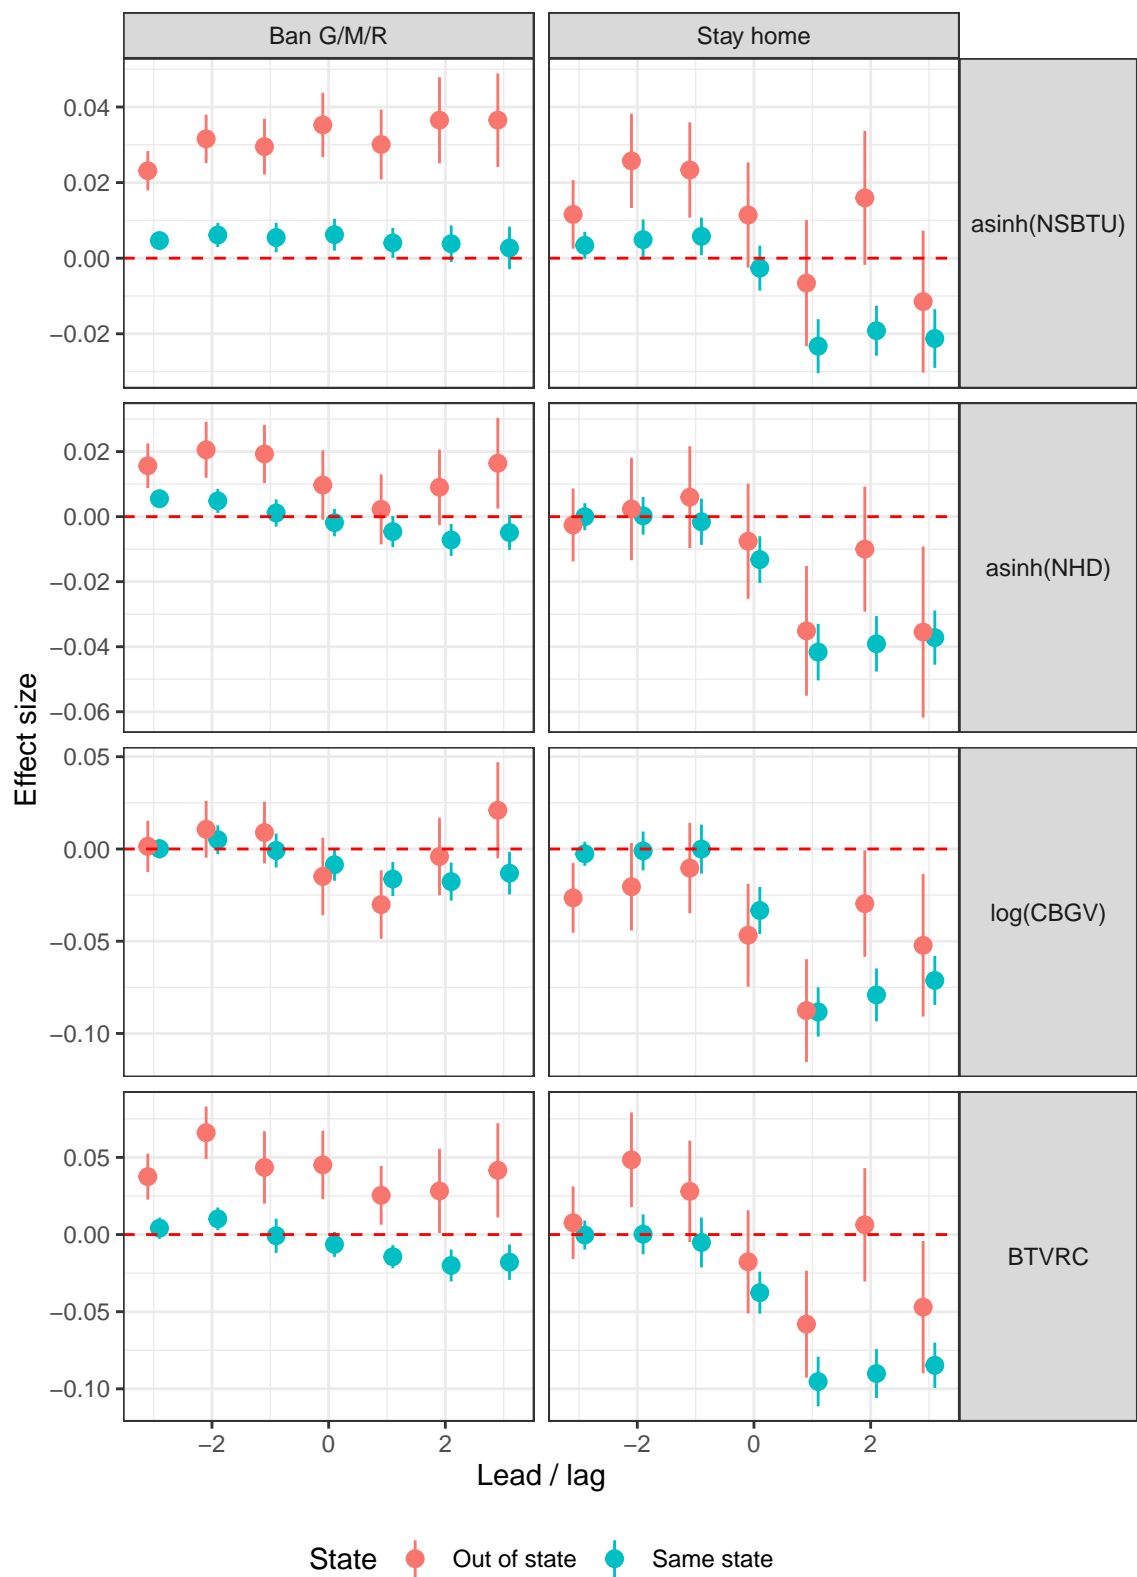 Ban G/M/R
Stay home
0.04
0.02
0.00
−0.02
asinh(NSBTU)
0.02
0.00
−0.02
−0.04
−0.06
asinh(NHD)
0.05
0.00
−0.05
−0.10
log(CBGV)
0.05
0.00
−0.05
−0.10
BTVRC
Effect size
−2 0 2
−2 0 2
Lead / lag
State Out of state Same state